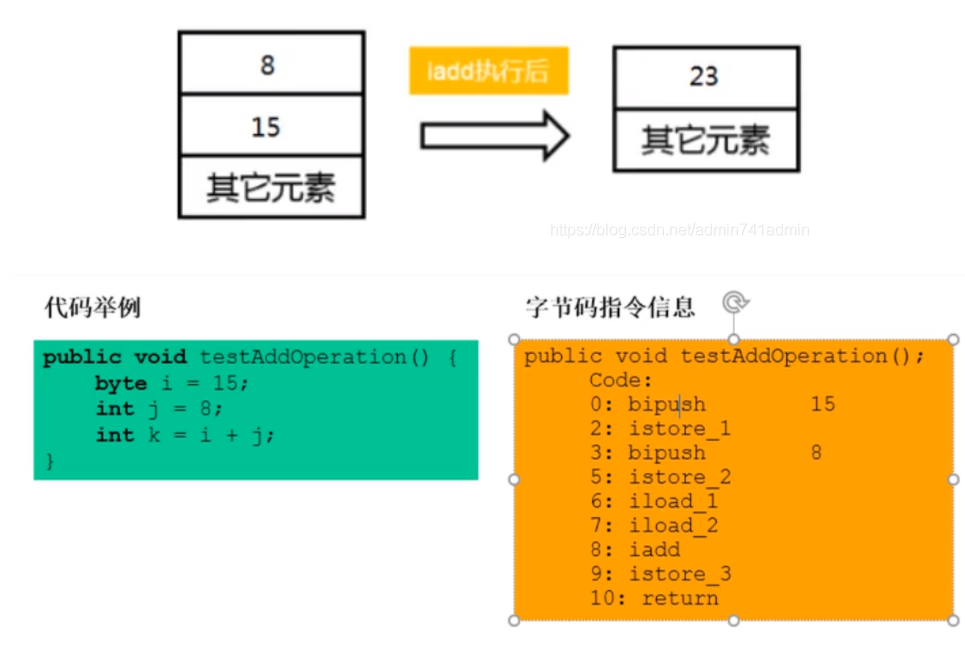 8
15
其它元素
iadd执行后
23
其它元素
https://blog.csdn.net/admin741admin
代码举例
public void testAddOperation() {
    byte i = 15;
    int j = 8;
    int k = i + j;
}
字节码指令信息
public void testAddOperation();
    Code:
    0: bipush        15
    2: istore_1
    3: bipush        8
    5: istore_2
    6: iload_1
    7: iload_2
    8: iadd
    9: istore_3
    10: return